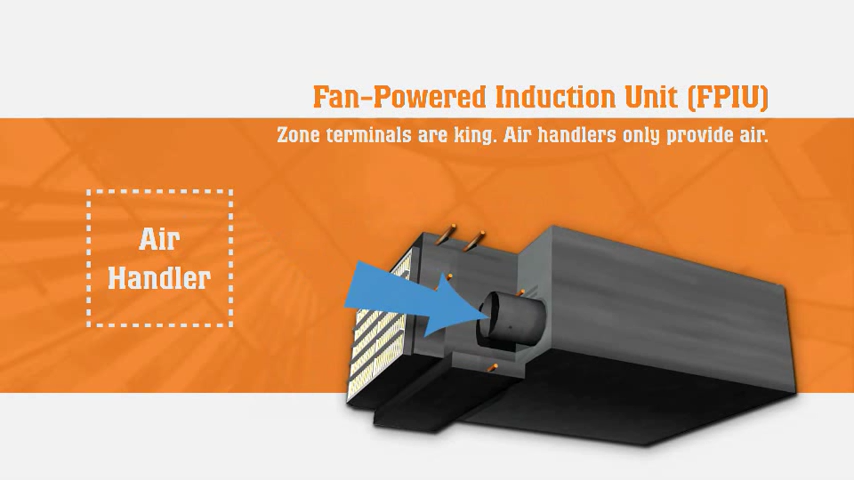 Fan-Powered Induction Unit (FPIU)
Zone terminals are king. Air handlers only provide air.
Air
Handler